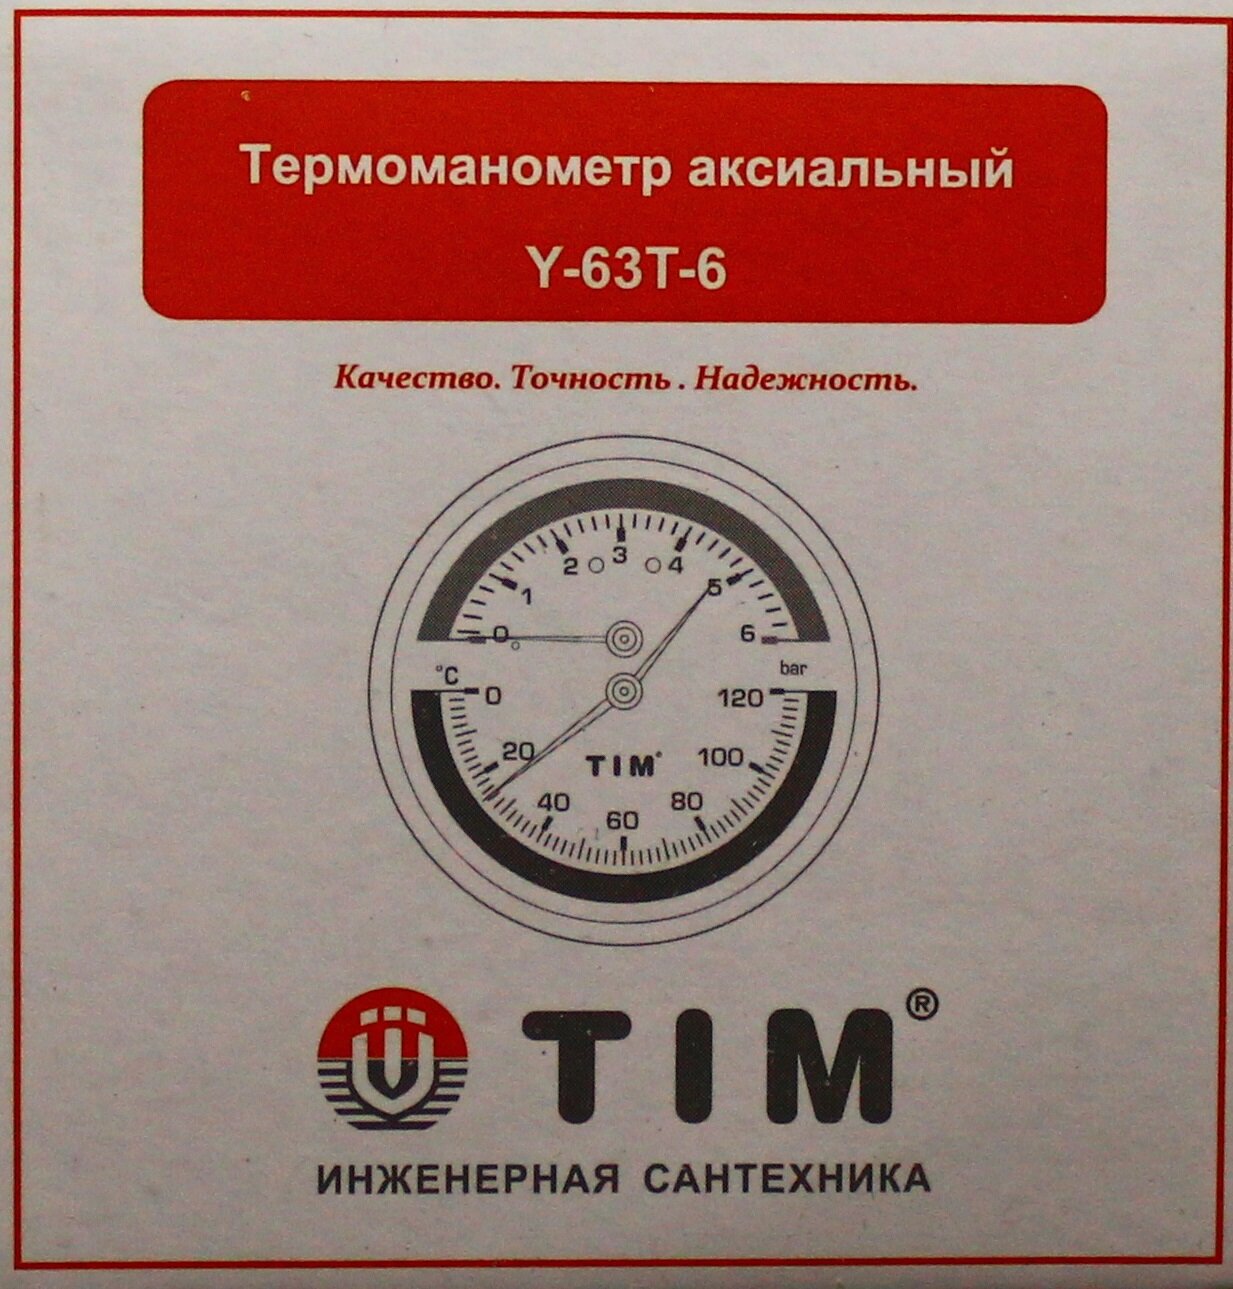 Термоманометр аксиальный
Y-63T-6
Качество. Точность . Надежность.
0 1 2 3 4 5 6
°C bar
0 20 40 60 80 100 120
TIM®
TIM®
ИНЖЕНЕРНАЯ САНТЕХНИКА